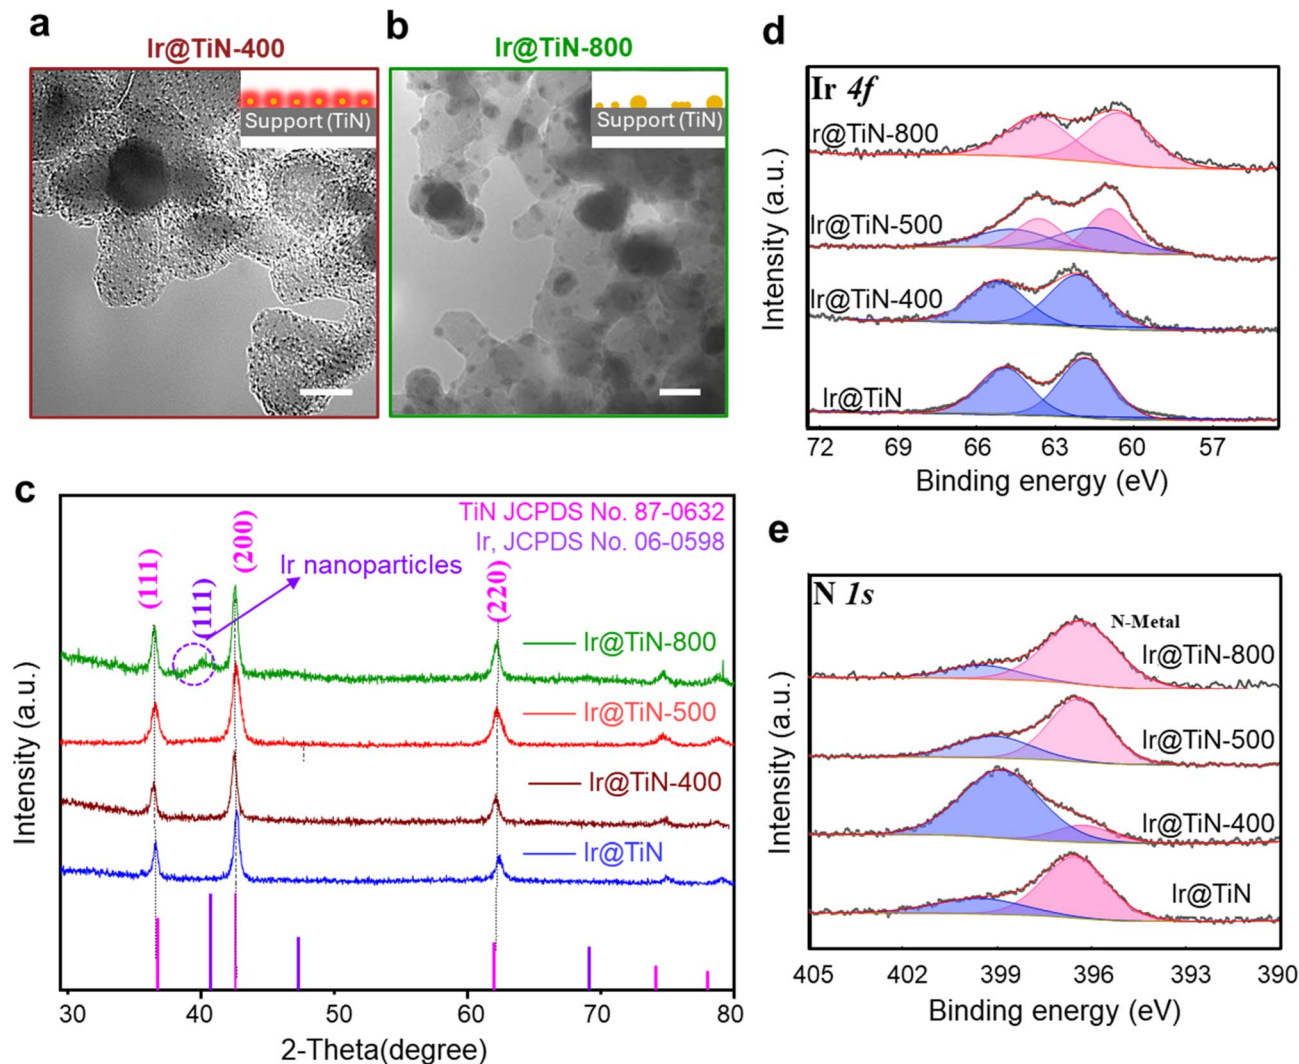 a
Ir@TiN-400
Support (TiN)
b
Ir@TiN-800
Support (TiN)
c
TiN JCPDS No. 87-0632
Ir, JCPDS No. 06-0598
(111)
(111)
(200)
Ir nanoparticles
(220)
Ir@TiN-800
Ir@TiN-500
Ir@TiN-400
Ir@TiN
Intensity (a.u.)
30 40 50 60 70 80
2-Theta(degree)
d
Ir 4f
r@TiN-800
Ir@TiN-500
Ir@TiN-400
Ir@TiN
Intensity (a.u.)
72 69 66 63 60 57
Binding energy (eV)
e
N 1s
N-Metal
Ir@TiN-800
Ir@TiN-500
Ir@TiN-400
Ir@TiN
Intensity (a.u.)
405 402 399 396 393 390
Binding energy (eV)